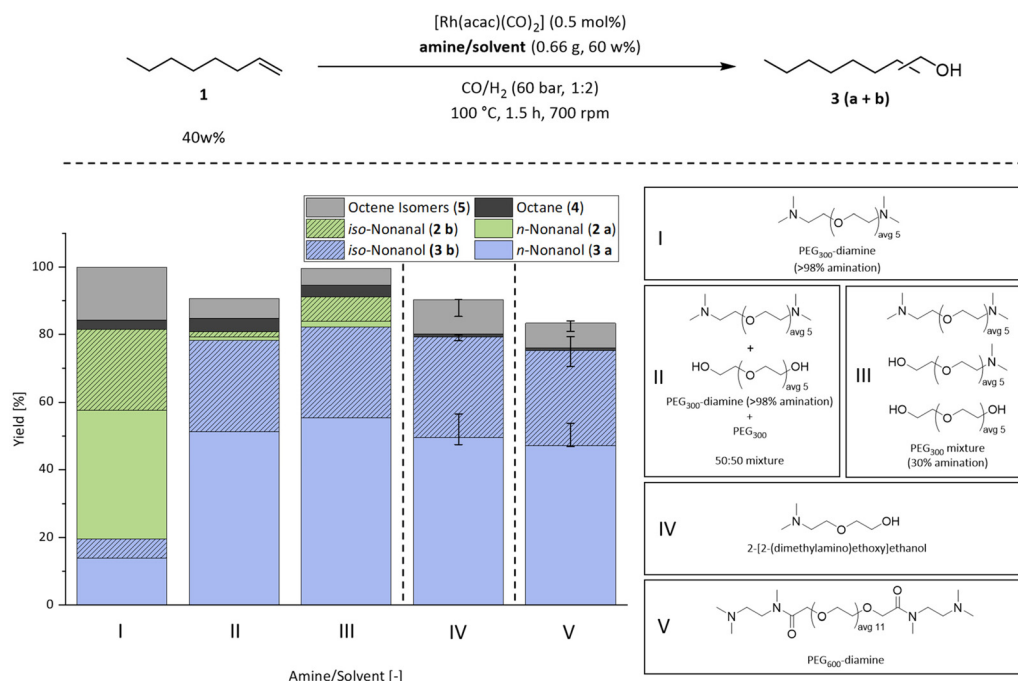 [Rh(acac)(CO)2] (0.5 mol%)
amine/solvent (0.66 g, 60 w%)
CO/H2 (60 bar, 1:2)
100 °C, 1.5 h, 700 rpm
1
40w%
OH
3 (a + b)
Octene Isomers (5)
Octane (4)
iso-Nonanal (2 b)
n-Nonanal (2 a)
iso-Nonanol (3 b)
n-Nonanol (3 a
Yield [%]
100
80
60
40
20
0
I
II
III
IV
V
Amine/Solvent [-]
I
N
O
N
avg 5
PEG300-diamine
(>98% amination)
II
N
O
N
avg 5
+
HO
O
OH
avg 5
PEG300-diamine (>98% amination)
+
PEG300
50:50 mixture
III
N
O
N
avg 5
HO
O
N
avg 5
HO
O
OH
avg 5
PEG300 mixture
(30% amination)
IV
N
O
OH
2-[2-(dimethylamino)ethoxy]ethanol
V
N
N
O
O
O
avg 11
O
N
N
PEG600-diamine